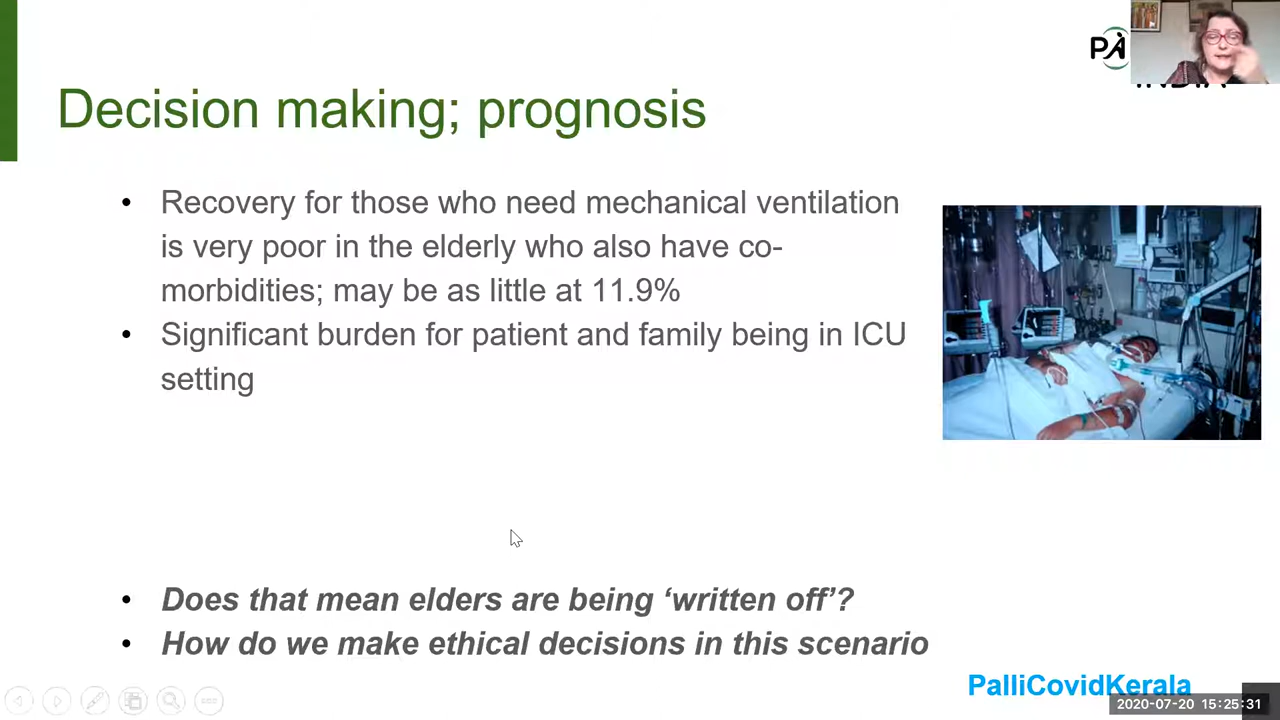 PA
INDIA
Decision making; prognosis
• Recovery for those who need mechanical ventilation
is very poor in the elderly who also have co-
morbidities; may be as little at 11.9%
• Significant burden for patient and family being in ICU
setting
• Does that mean elders are being ‘written off’?
• How do we make ethical decisions in this scenario
PalliCovidKerala
2020-07-20 15:25:31